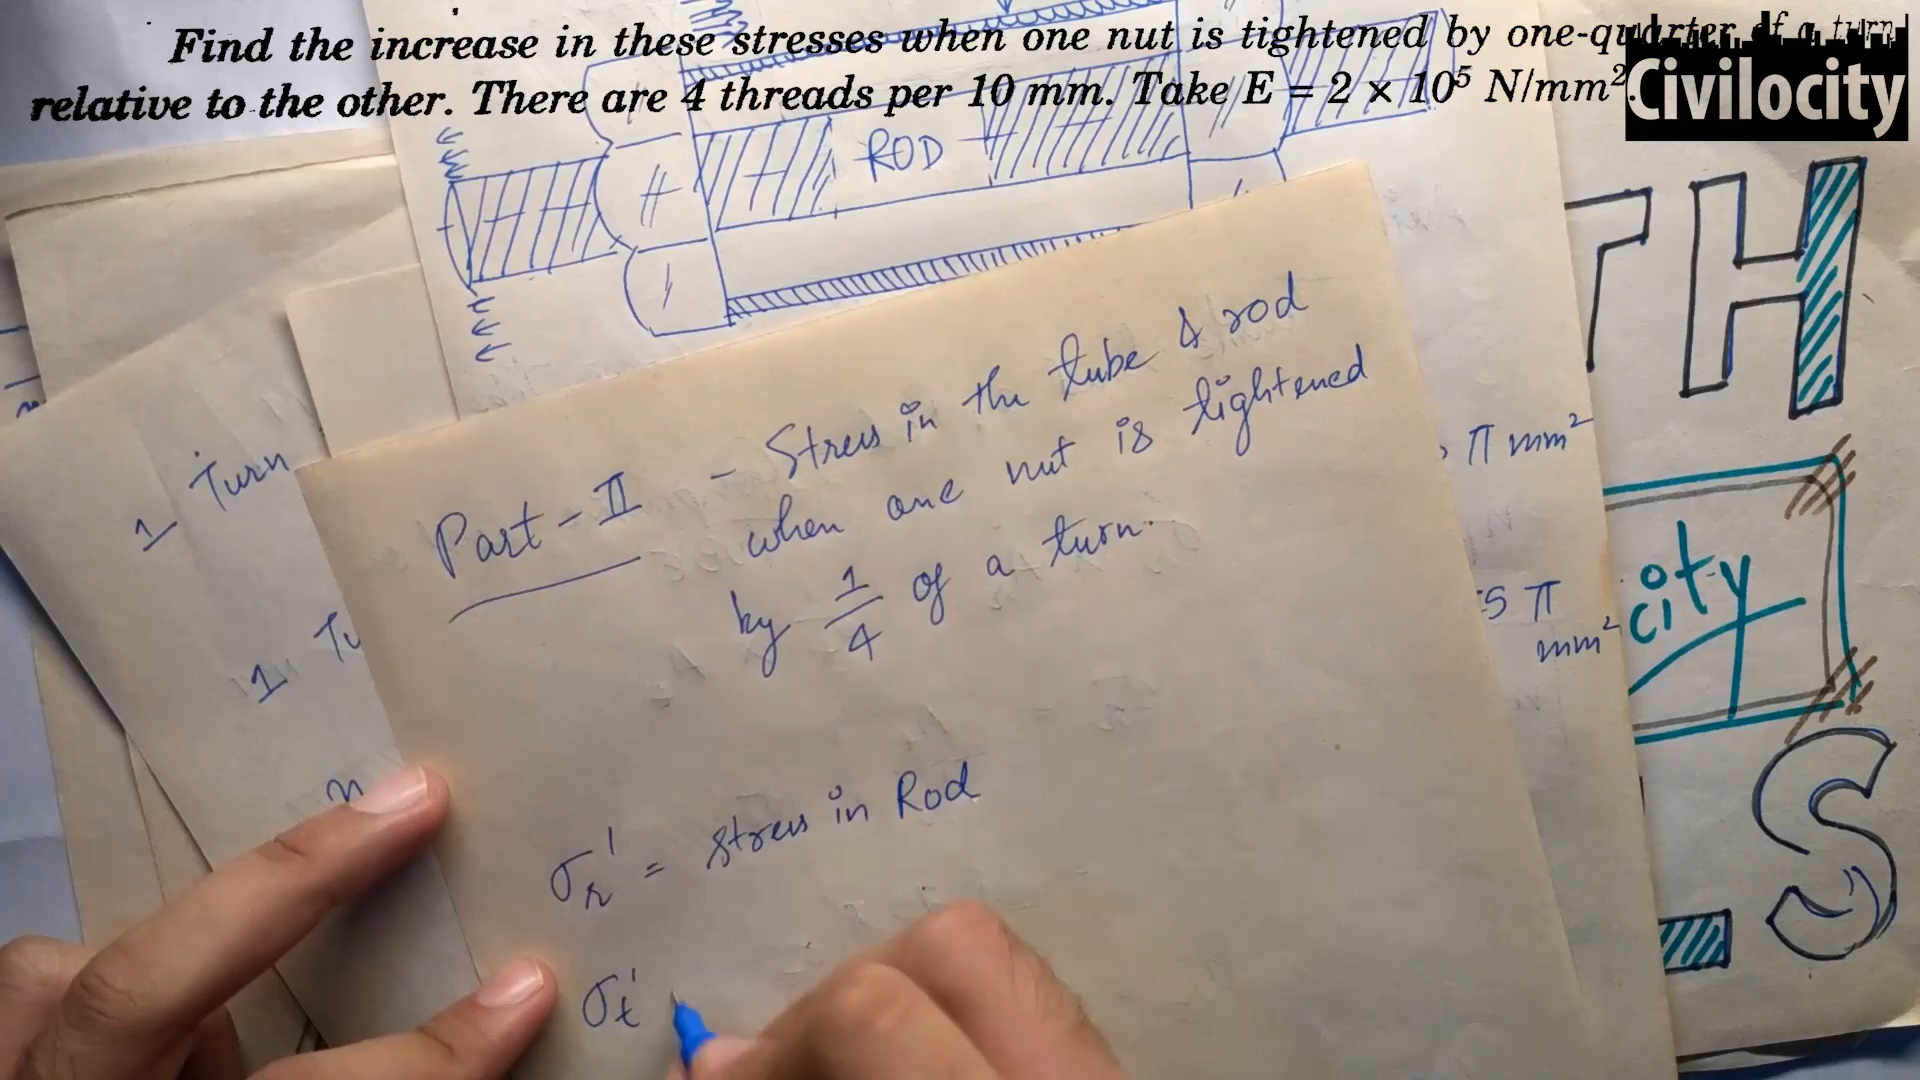 Find the increase in these stresses when one nut is tightened by one-quarter of a turn
relative to the other. There are 4 threads per 10 mm. Take E = 2 × 10⁵ N/mm².
Civilocity
ROD
TH
1 Turn
Part-II - Stress in the tube & rod
when one nut is tightened
by 1/4 of a turn.
π mm²
5 π
mm²
city
1
σr' = stress in Rod
σt'
S